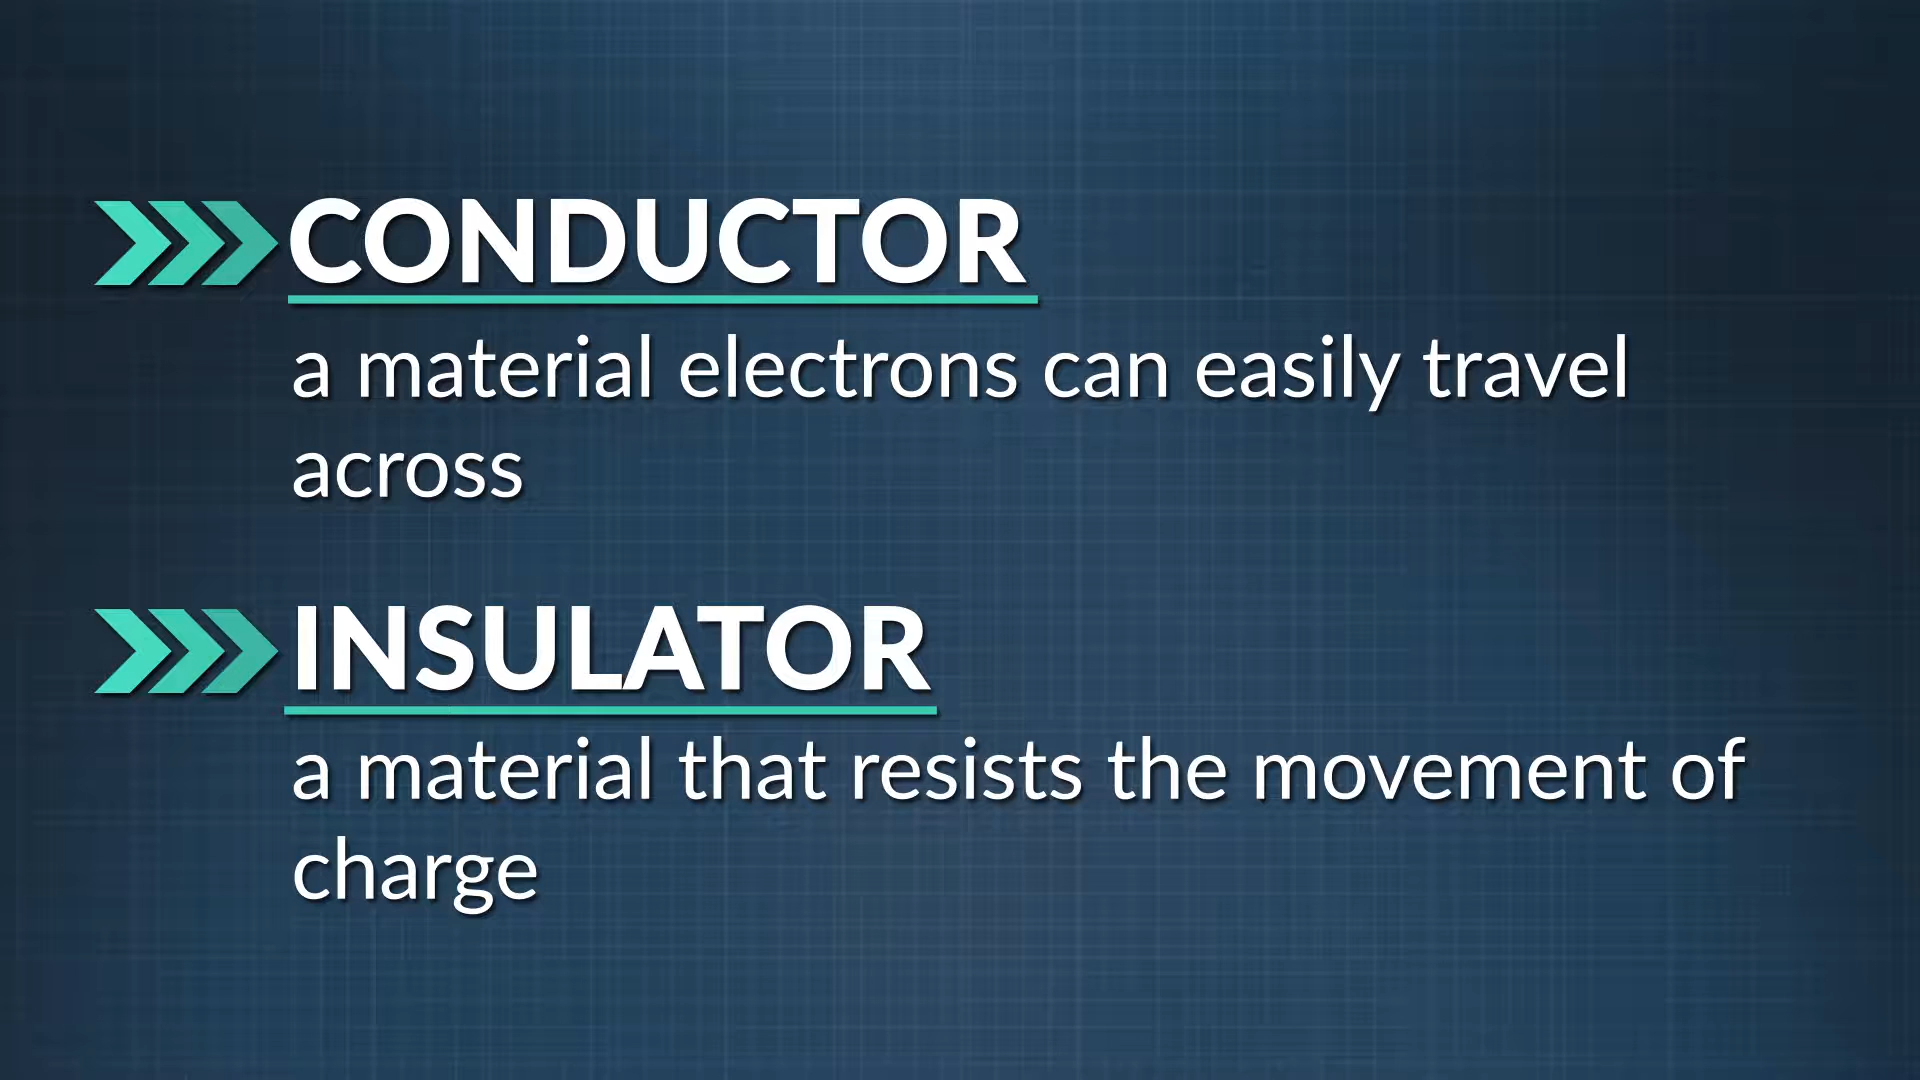 CONDUCTOR
a material electrons can easily travel
across
INSULATOR
a material that resists the movement of
charge